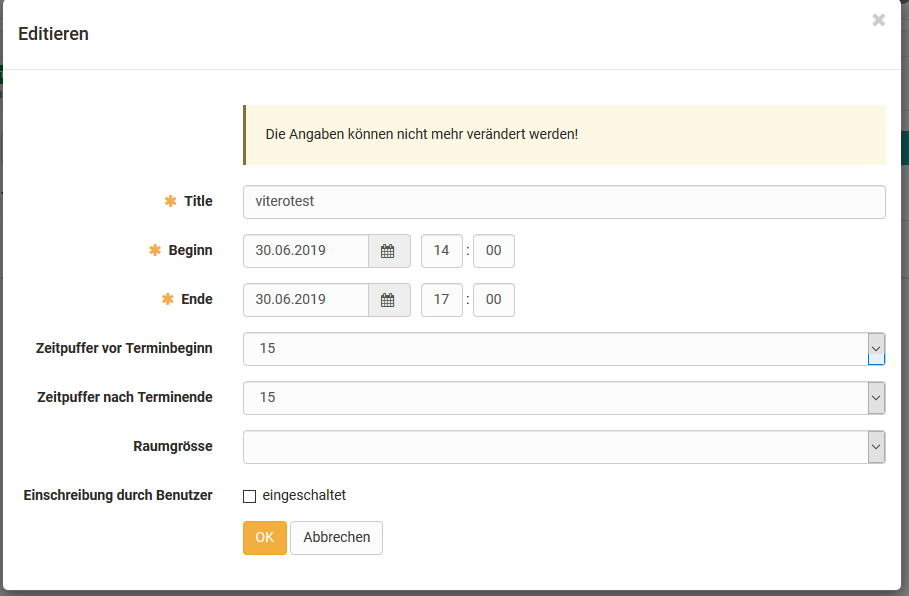 Editieren
Die Angaben können nicht mehr verändert werden!
Title viterotest
Beginn 30.06.2019 14 : 00
Ende 30.06.2019 17 : 00
Zeitpuffer vor Terminbeginn 15
Zeitpuffer nach Terminende 15
Raumgrösse
Einschreibung durch Benutzer eingeschaltet
OK Abbrechen